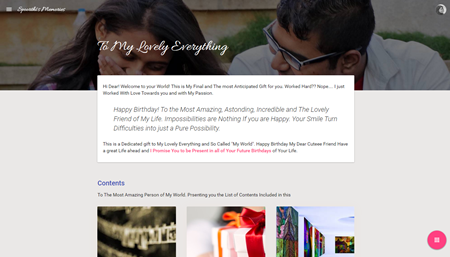 Spoorthi's Memories
To My Lovely Everything
Hi Dear! Welcome to your World! This is My Final and The most Anticipated Gift for you. Worked Hard?? Nope.... I just
Worked With Love Towards you and with My Passion.
Happy Birthday! To the Most Amazing, Astonding, Incredible and The Lovely
Friend of My Life. Impossibilities are Nothing If you are Happy. Your Smile Turn
Difficulties into just a Pure Possibility.
This is a Dedicated gift to My Lovely Everything and So Called "My World". Happy Birthday My Dear Cuteee Friend Have
a Great Life ahead and I Promise You to be Present in all of Your Future Birthdays of Your Life.
Contents
To The Most Amazing Person of My World. Prsenting you the List of Contents Included in this